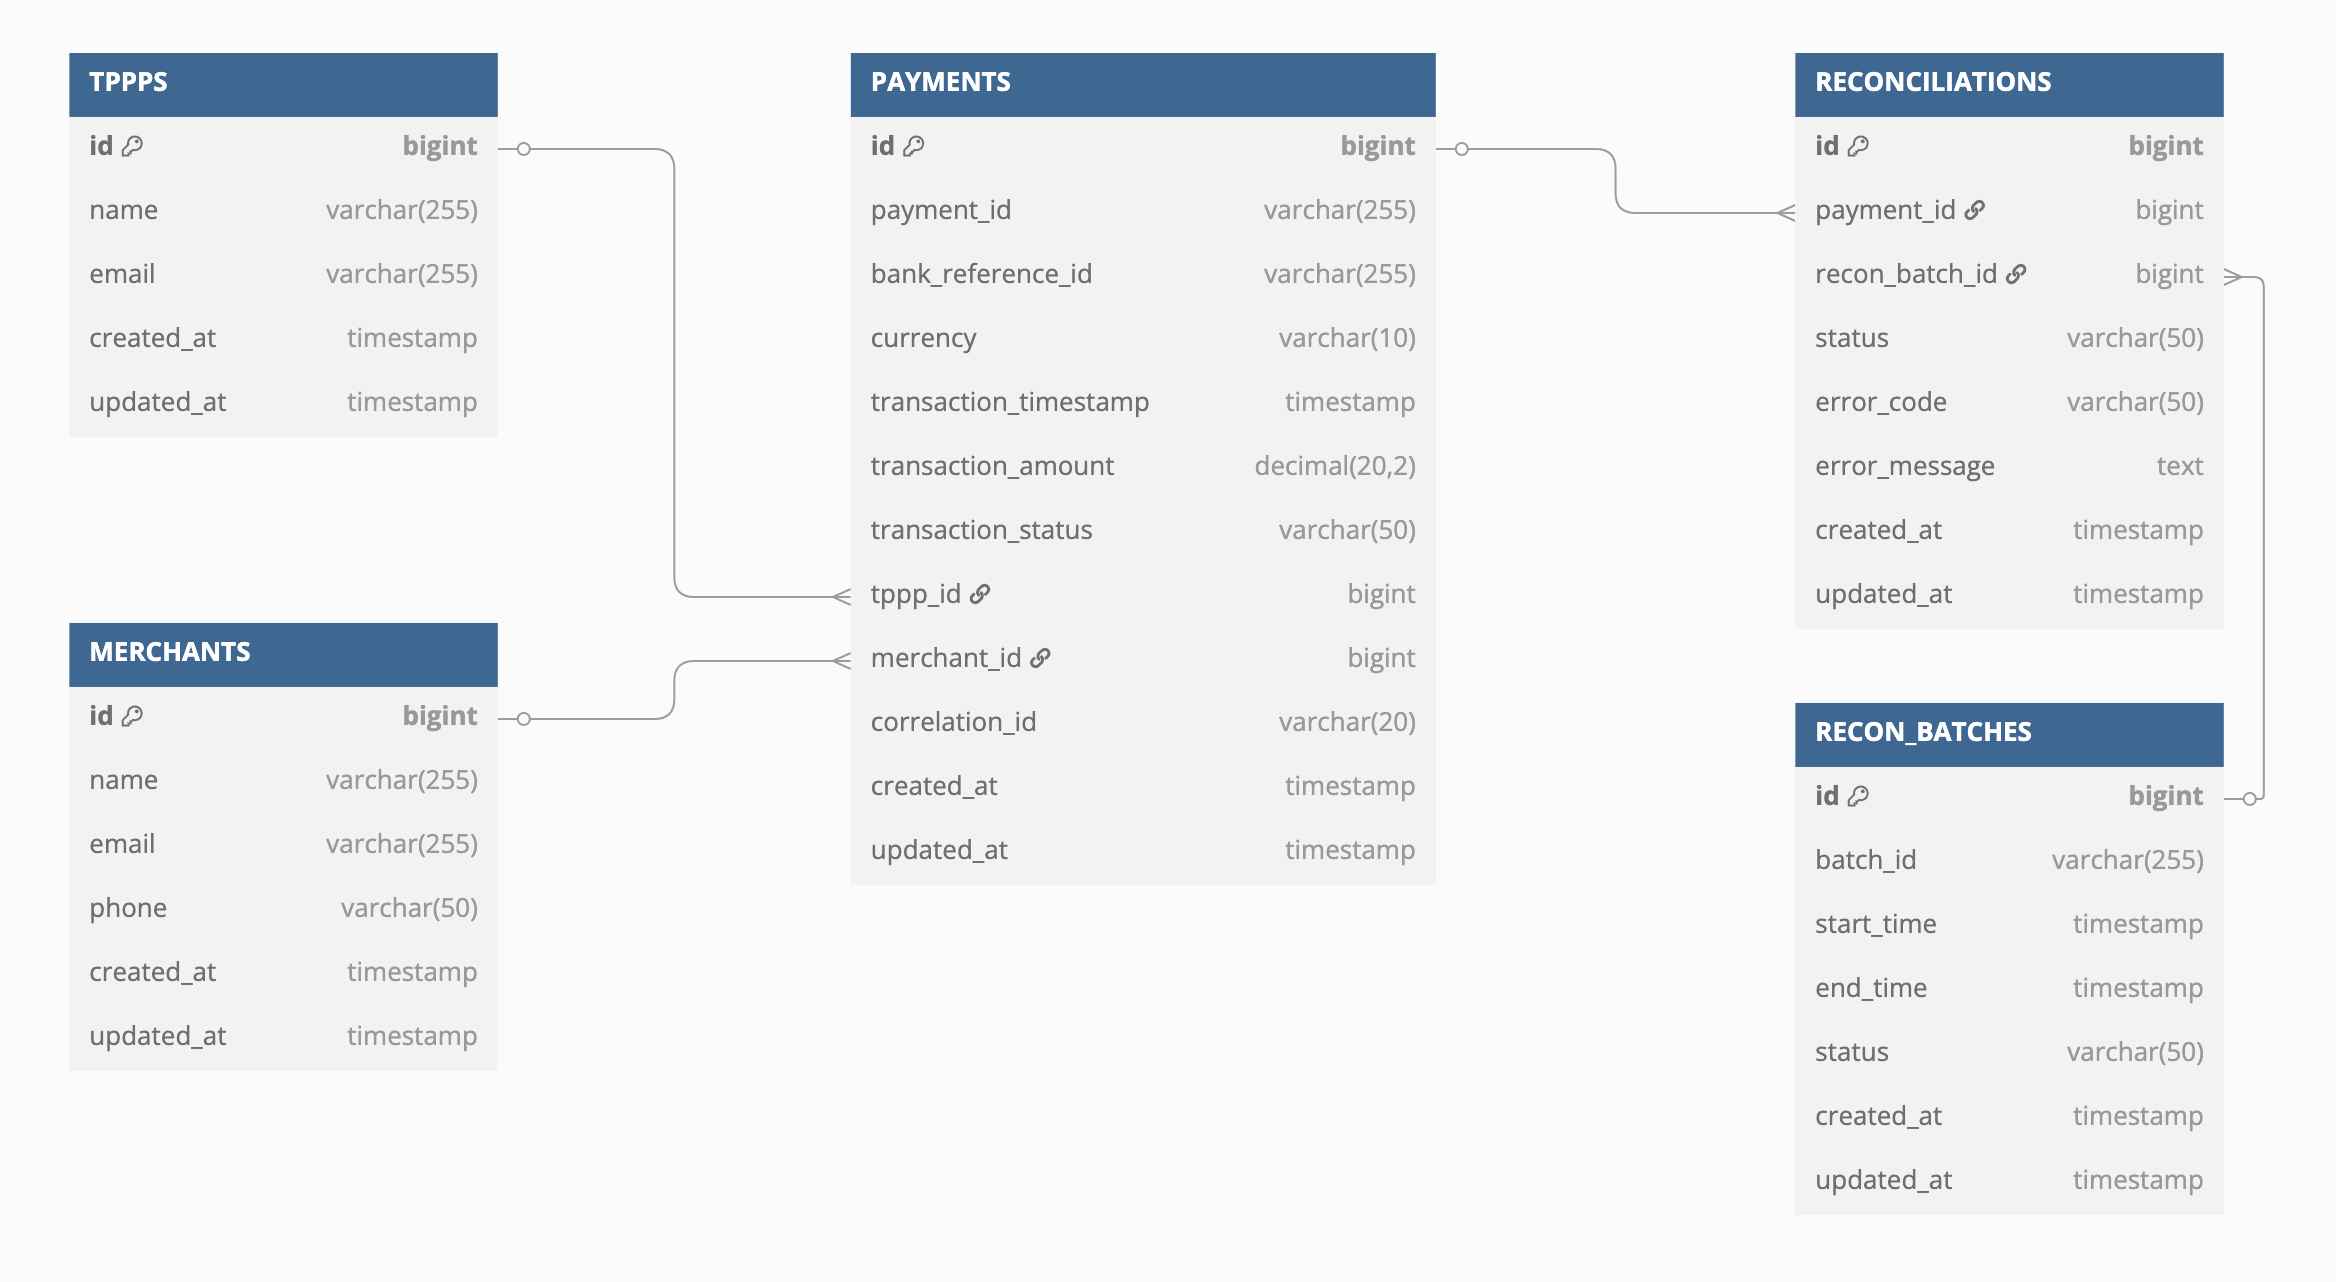 TPPPS
id bigint
name varchar(255)
email varchar(255)
created_at timestamp
updated_at timestamp
MERCHANTS
id bigint
name varchar(255)
email varchar(255)
phone varchar(50)
created_at timestamp
updated_at timestamp
PAYMENTS
id bigint
payment_id varchar(255)
bank_reference_id varchar(255)
currency varchar(10)
transaction_timestamp timestamp
transaction_amount decimal(20,2)
transaction_status varchar(50)
tppp_id bigint
merchant_id bigint
correlation_id varchar(20)
created_at timestamp
updated_at timestamp
RECONCILIATIONS
id bigint
payment_id bigint
recon_batch_id bigint
status varchar(50)
error_code varchar(50)
error_message text
created_at timestamp
updated_at timestamp
RECON_BATCHES
id bigint
batch_id varchar(255)
start_time timestamp
end_time timestamp
status varchar(50)
created_at timestamp
updated_at timestamp